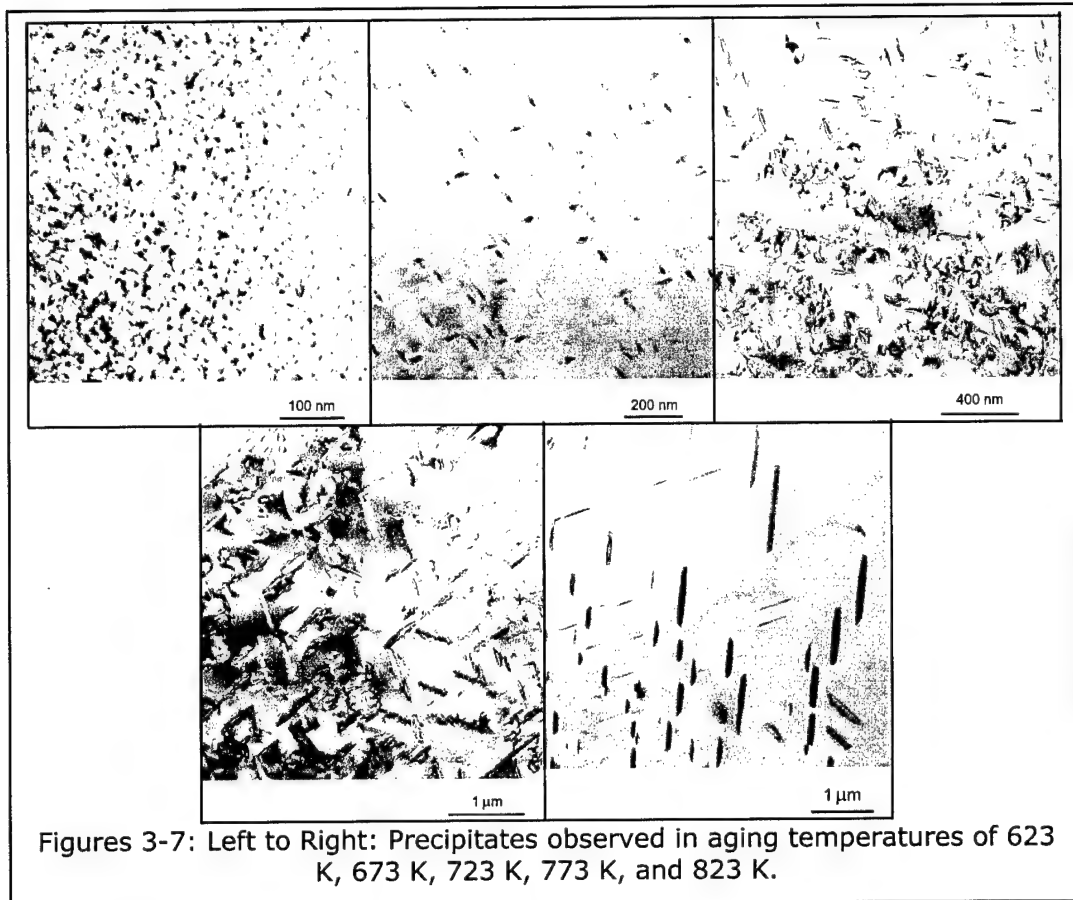 100 nm
200 nm
400 nm
1 μm
1 μm
Figures 3-7: Left to Right: Precipitates observed in aging temperatures of 623
K, 673 K, 723 K, 773 K, and 823 K.